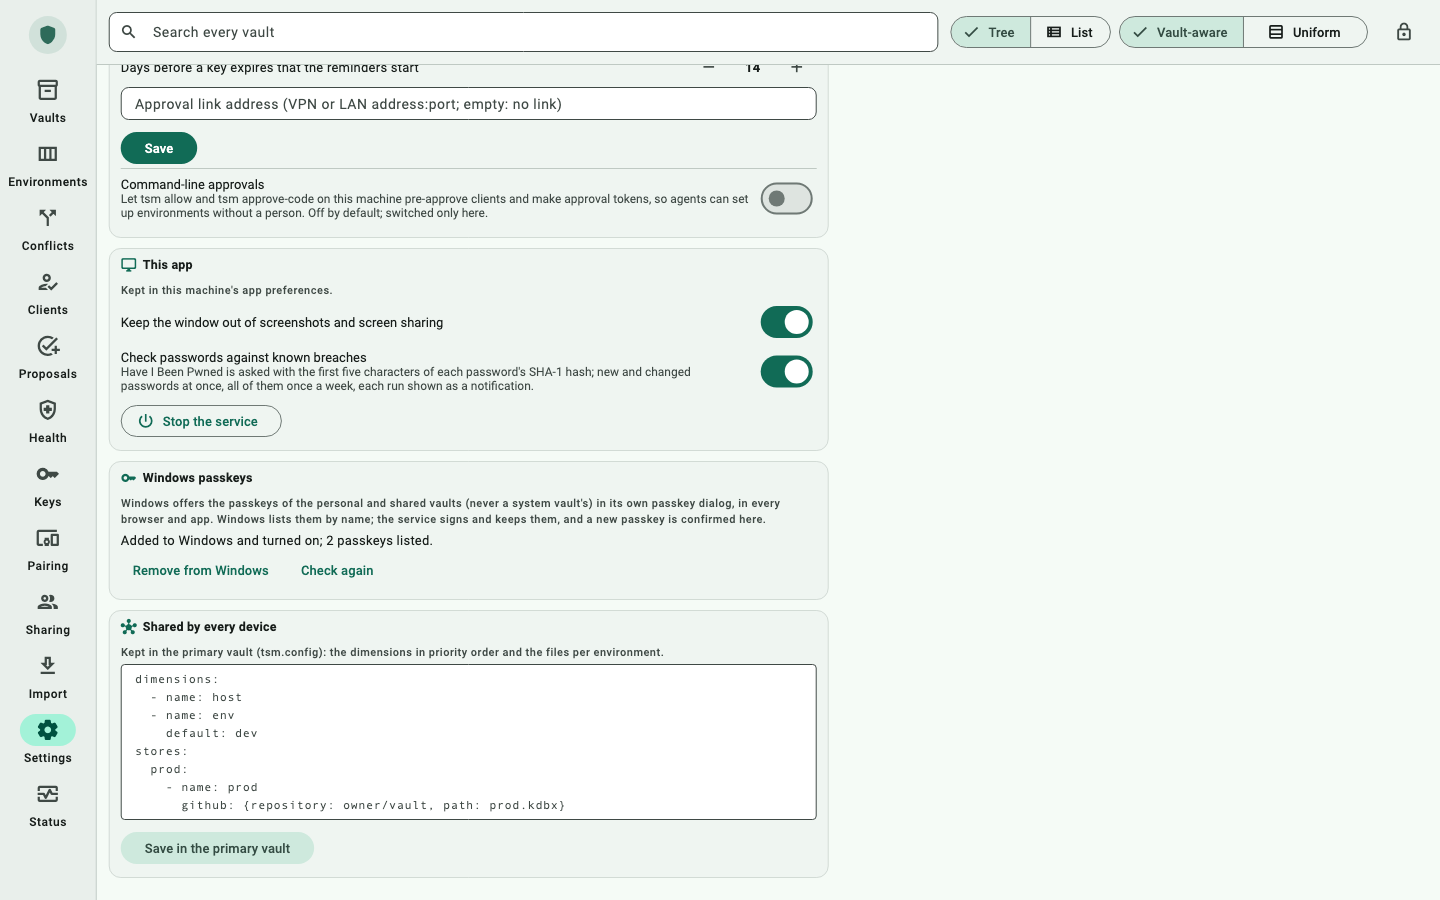 Search every vault
Tree
List
Vault-aware
Uniform
Vaults
Environments
Conflicts
Clients
Proposals
Health
Keys
Pairing
Sharing
Import
Settings
Status
Days before a key expires that the reminders start
14
Approval link address (VPN or LAN address:port; empty: no link)
Save
Command-line approvals
Let tsm allow and tsm approve-code on this machine pre-approve clients and make approval tokens, so agents can set
up environments without a person. Off by default; switched only here.
This app
Kept in this machine's app preferences.
Keep the window out of screenshots and screen sharing
Check passwords against known breaches
Have I Been Pwned is asked with the first five characters of each password's SHA-1 hash; new and changed
passwords at once, all of them once a week, each run shown as a notification.
Stop the service
Windows passkeys
Windows offers the passkeys of the personal and shared vaults (never a system vault's) in its own passkey dialog, in every
browser and app. Windows lists them by name; the service signs and keeps them, and a new passkey is confirmed here.
Added to Windows and turned on; 2 passkeys listed.
Remove from Windows
Check again
Shared by every device
Kept in the primary vault (tsm.config): the dimensions in priority order and the files per environment.
dimensions:
  - name: host
  - name: env
    default: dev
stores:
  prod:
    - name: prod
      github: {repository: owner/vault, path: prod.kdbx}
Save in the primary vault